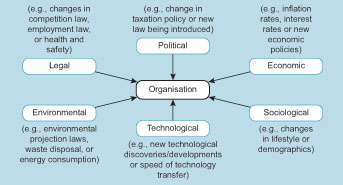 (e.g., changes in
competition law,
employment law,
or health and
safety)
Legal
(e.g., change in
taxation policy or new
law being introduced)
Political
(e.g., inflation
rates, interest
rates or new
economic
policies)
Economic
Organisation
Environmental
(e.g., environmental
projection laws,
waste disposal, or
energy consumption)
Technological
(e.g., new technological
discoveries/developments
or speed of technology
transfer)
Sociological
(e.g., changes
in lifestyle or
demographics)